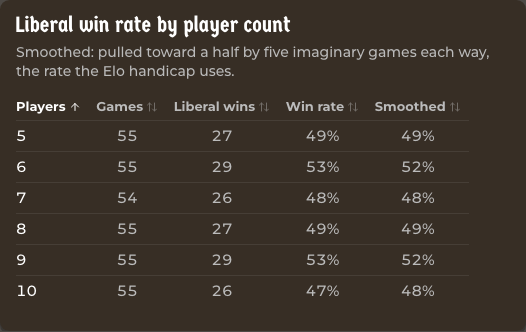 Liberal win rate by player count
Smoothed: pulled toward a half by five imaginary games each way,
the rate the Elo handicap uses.
Players ↑ Games ↑↓ Liberal wins ↑↓ Win rate ↑↓ Smoothed ↑↓
5 55 27 49% 49%
6 55 29 53% 52%
7 54 26 48% 48%
8 55 27 49% 49%
9 55 29 53% 52%
10 55 26 47% 48%